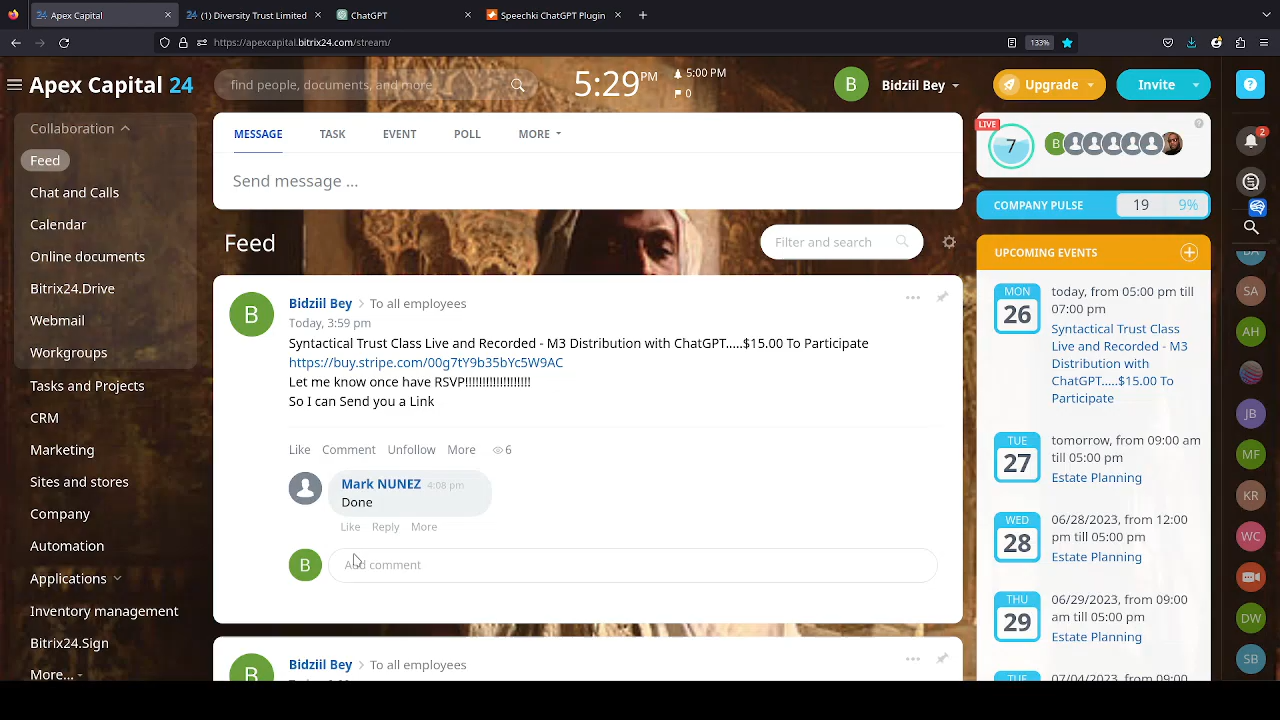 Apex Capital
(1) Diversity Trust Limited
ChatGPT
Speechki ChatGPT Plugin
https://apexcapital.bitrix24.com/stream/
133%
Apex Capital 24
find people, documents, and more
5:29 PM
5:00 PM
0
B
Bidziil Bey
Upgrade
Invite
Collaboration
Feed
Chat and Calls
Calendar
Online documents
Bitrix24.Drive
Webmail
Workgroups
Tasks and Projects
CRM
Marketing
Sites and stores
Company
Automation
Applications
Inventory management
Bitrix24.Sign
More...
MESSAGE
TASK
EVENT
POLL
MORE
Send message ...
Feed
Filter and search
B
Bidziil Bey > To all employees
Today, 3:59 pm
Syntactical Trust Class Live and Recorded - M3 Distribution with ChatGPT.....$15.00 To Participate
https://buy.stripe.com/00g7tY9b35bYc5W9AC
Let me know once have RSVP!!!!!!!!!!!!!!!!!!!
So I can Send you a Link
Like Comment Unfollow More 6
Mark NUNEZ 4:08 pm
Done
Like Reply More
B
Add comment
B
Bidziil Bey > To all employees
LIVE
7
B
COMPANY PULSE 19 9%
UPCOMING EVENTS
MON
26
today, from 05:00 pm till
07:00 pm
Syntactical Trust Class
Live and Recorded - M3
Distribution with
ChatGPT.....$15.00 To
Participate
TUE
27
tomorrow, from 09:00 am
till 05:00 pm
Estate Planning
WED
28
06/28/2023, from 12:00
pm till 05:00 pm
Estate Planning
THU
29
06/29/2023, from 09:00
am till 05:00 pm
Estate Planning
TUE
07/04/2023, from 09:00
2
SA
AH
JB
MF
KR
WC
DW
SB